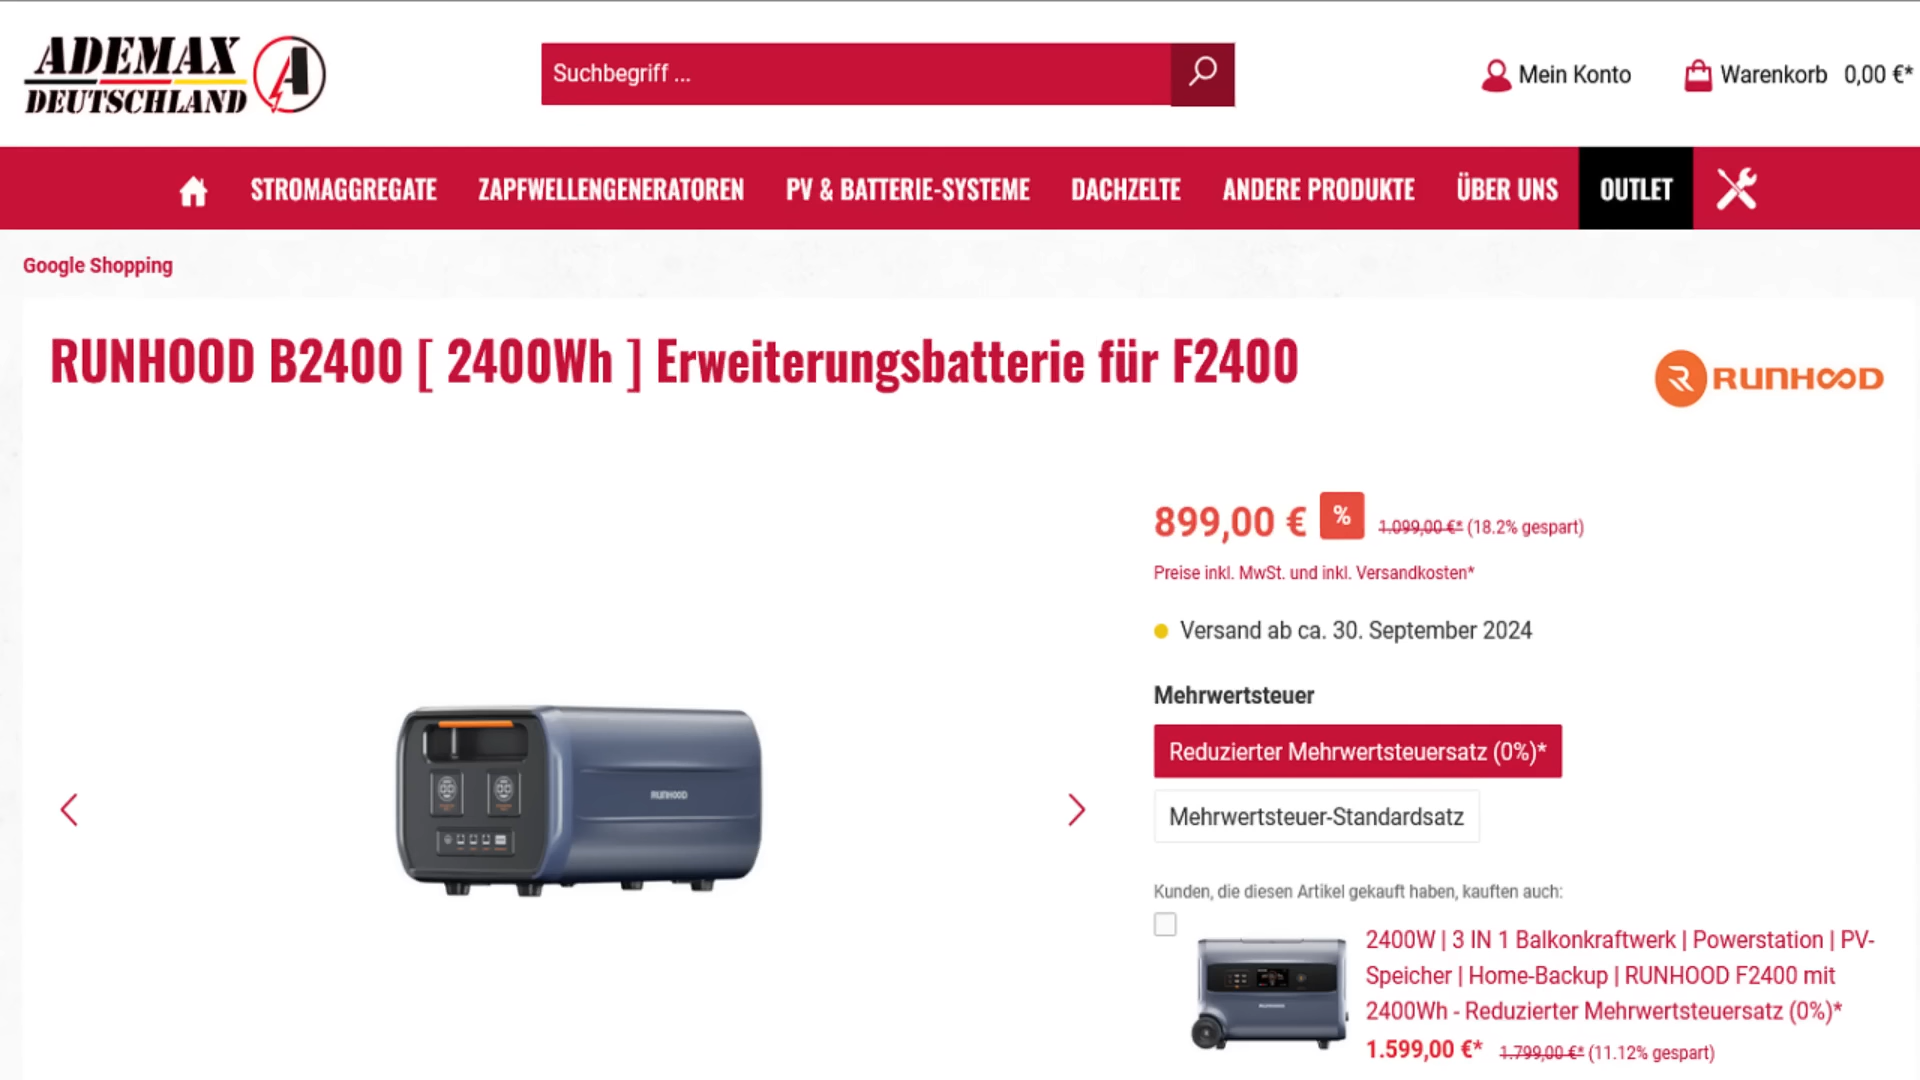 ADEMAX
DEUTSCHLAND
Suchbegriff ...
Mein Konto
Warenkorb 0,00 €*
STROMAGGREGATE ZAPFWELLENGENERATOREN PV & BATTERIE-SYSTEME DACHZELTE ANDERE PRODUKTE ÜBER UNS OUTLET
Google Shopping
RUNHOOD B2400 [ 2400Wh ] Erweiterungsbatterie für F2400
RUNHOOD
899,00 € % 1.099,00 €* (18.2% gespart)
Preise inkl. MwSt. und inkl. Versandkosten*
Versand ab ca. 30. September 2024
Mehrwertsteuer
Reduzierter Mehrwertsteuersatz (0%)*
Mehrwertsteuer-Standardsatz
RUNHOOD
Kunden, die diesen Artikel gekauft haben, kauften auch:
2400W | 3 IN 1 Balkonkraftwerk | Powerstation | PV-
Speicher | Home-Backup | RUNHOOD F2400 mit
2400Wh - Reduzierter Mehrwertsteuersatz (0%)*
1.599,00 €* 1.799,00 €* (11.12% gespart)
RUNHOOD